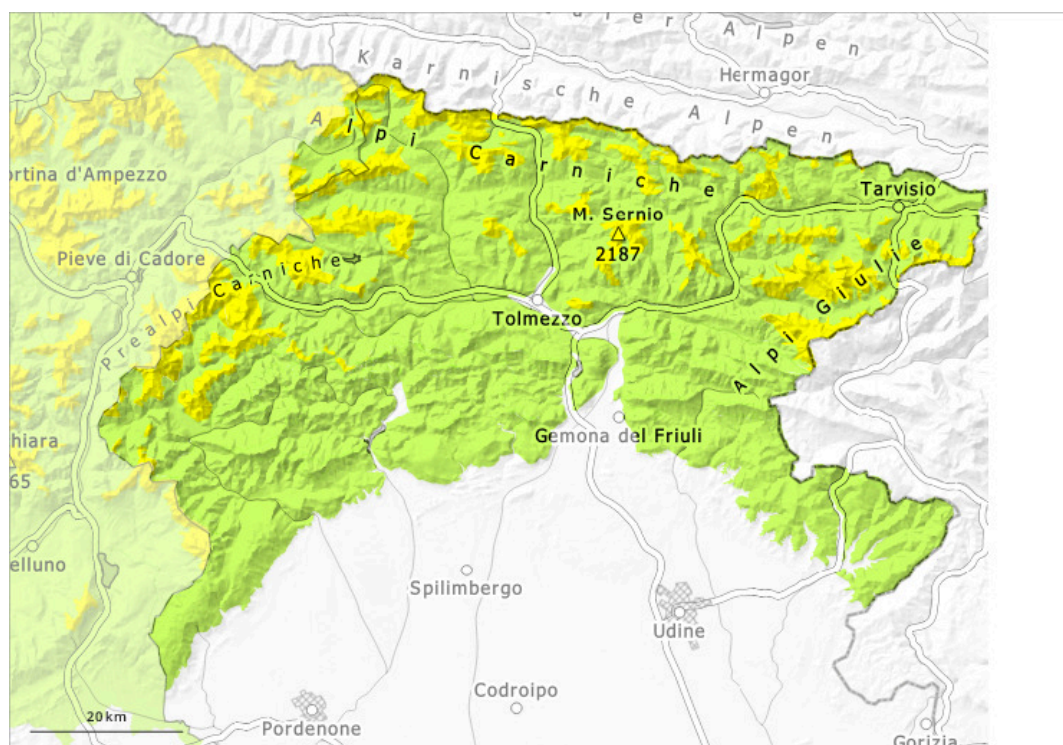 Alpen
Karnische Alpen
Hermagor
Alpi Carniche
ortina d'Ampezzo
Tarvisio
M. Sernio
2187
Pieve di Cadore
Prealpi Carniche
Alpi Giulie
Tolmezzo
Gemona del Friuli
hiara
65
elluno
Spilimbergo
Udine
Codroipo
20 km
Pordenone
Gorizia